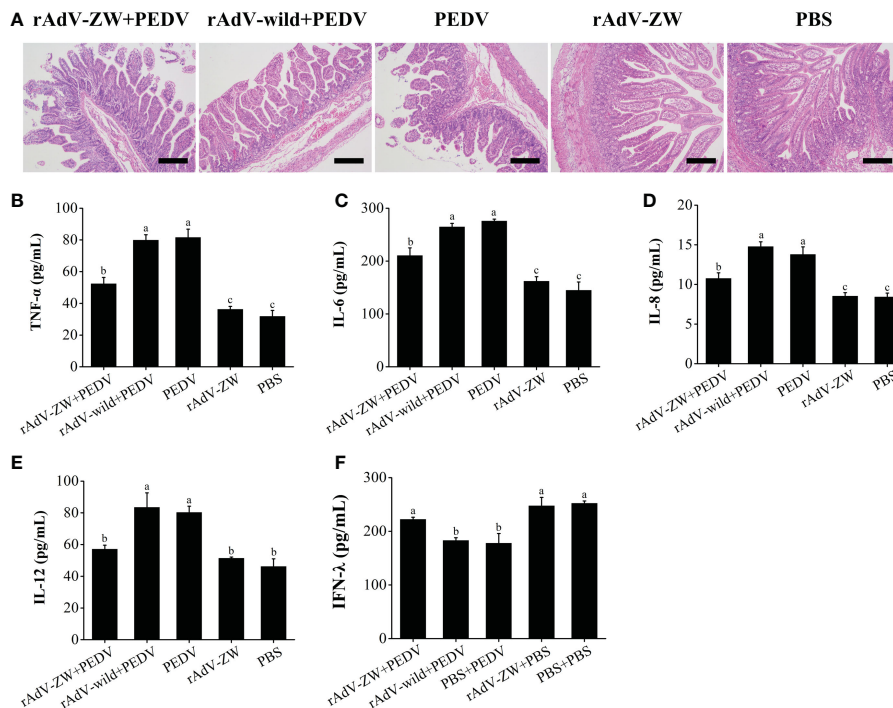 A rAdV-ZW+PEDV rAdV-wild+PEDV PEDV rAdV-ZW PBS
B
TNF-α (pg/mL)
100
80
60
40
20
0
b a a c c
rAdV-ZW+PEDV
rAdV-wild+PEDV
PEDV
rAdV-ZW
PBS
C
IL-6 (pg/mL)
300
200
100
0
b a a c c
rAdV-ZW+PEDV
rAdV-wild+PEDV
PEDV
rAdV-ZW
PBS
D
IL-8 (pg/mL)
20
15
10
5
0
b a a c c
rAdV-ZW+PEDV
rAdV-wild+PEDV
PEDV
rAdV-ZW
PBS
E
IL-12 (pg/mL)
100
80
60
40
20
0
b a a b b
rAdV-ZW+PEDV
rAdV-wild+PEDV
PEDV
rAdV-ZW
PBS
F
IFN-λ (pg/mL)
300
200
100
0
a b b a a
rAdV-ZW+PEDV
rAdV-wild+PEDV
PBS+PEDV
rAdV-ZW+PBS
PBS+PBS